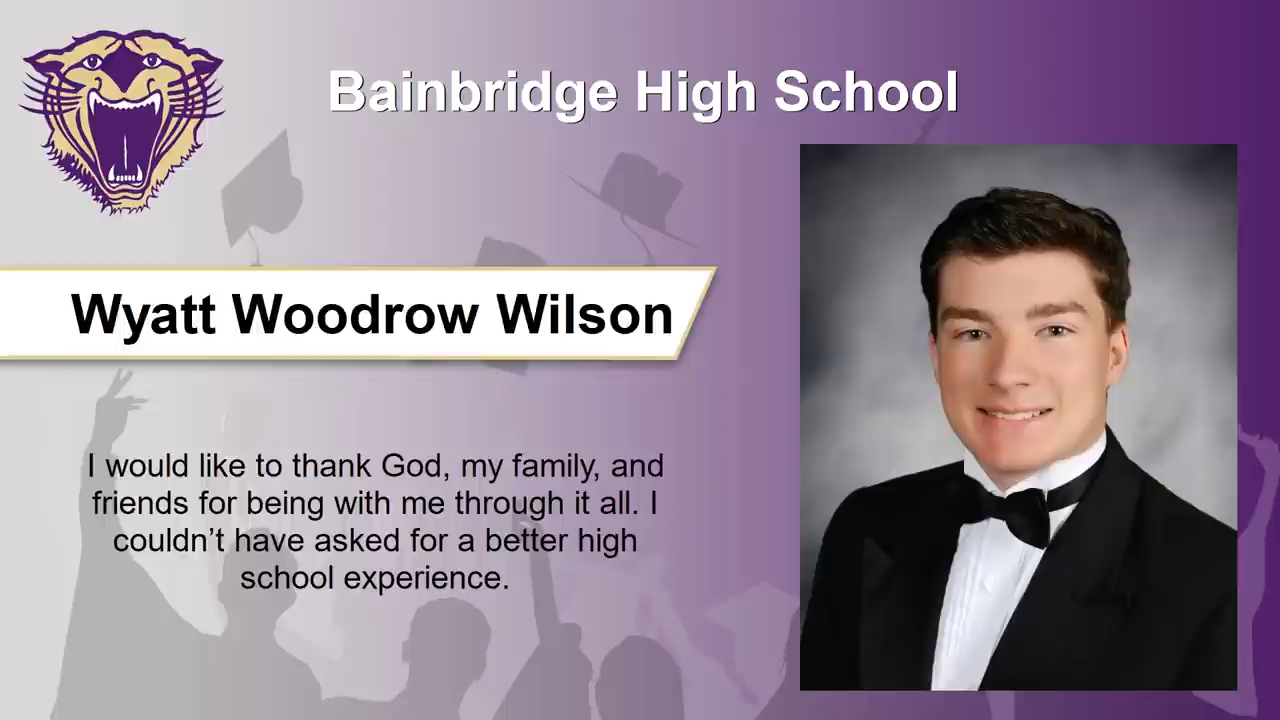 Bainbridge High School
Wyatt Woodrow Wilson
I would like to thank God, my family, and
friends for being with me through it all. I
couldn’t have asked for a better high
school experience.